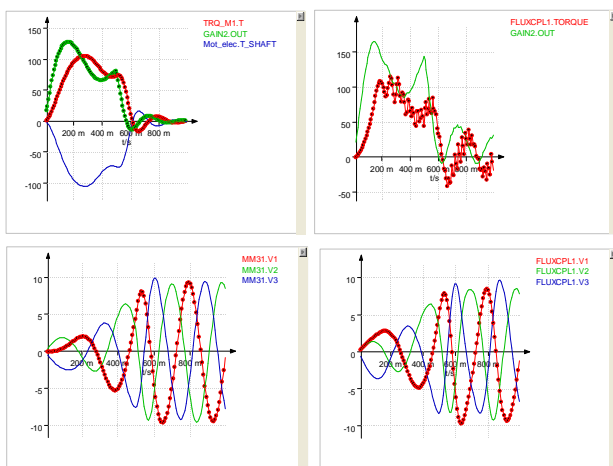 TRQ_M1.T
GAIN2.OUT
Mot_elec.T_SHAFT
150
100
50
0
-50
-100
200 m 400 m 600 m 800 m
t/s
FLUXCPL1.TORQUE
GAIN2.OUT
150
100
50
0
-50
200 m 400 m 600 m 800 m
t/s
MM31.V1
MM31.V2
MM31.V3
10
5
0
-5
-10
200 m 400 m 600 m 800 m
t/s
FLUXCPL1.V1
FLUXCPL1.V2
FLUXCPL1.V3
10
5
0
-5
-10
200 m 400 m 600 m 800 m
t/s